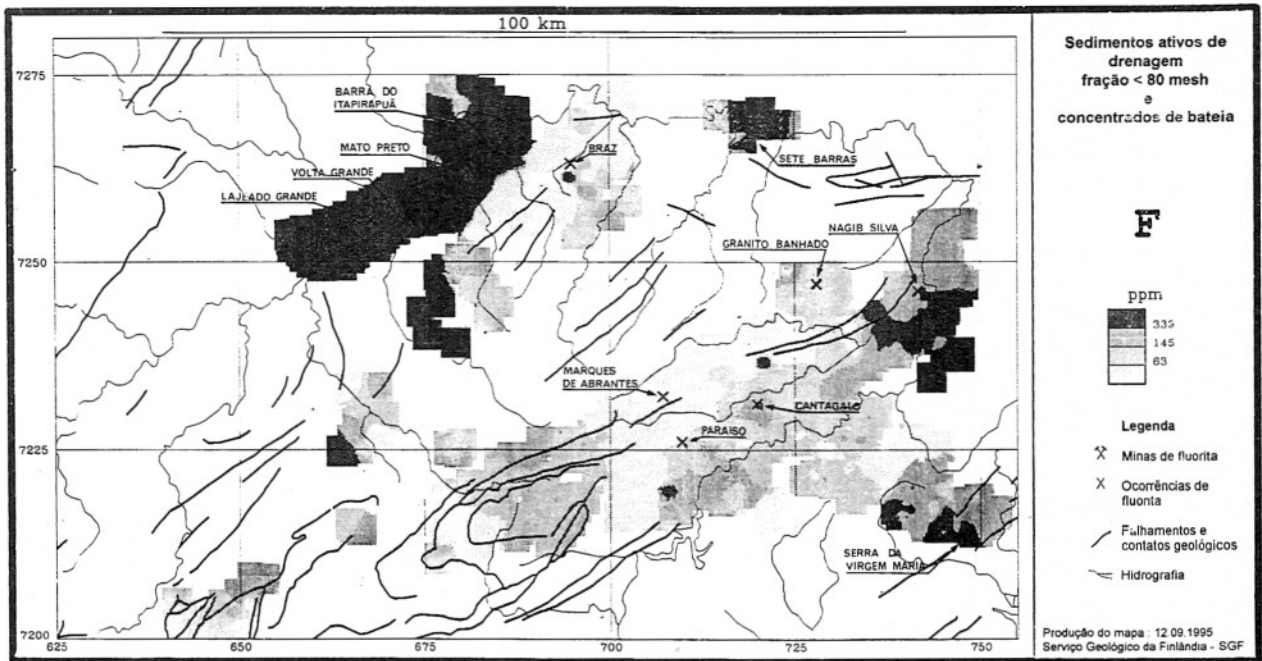 100 km
7275
7250
7225
7200
625
650
675
700
725
750
BARRA DO
ITAPIRAPUÃ
MATO PRETO
VOLTA GRANDE
LAJEADO GRANDE
BRAZ
SETE BARRAS
NAGIB SILVA
GRANITO BANHADO
MARQUES
DE ABRANTES
CANTAGALO
PARAISO
SERRA DA
VIRGEM MARIA
Sedimentos ativos de
drenagem
fração < 80 mesh
e
concentrados de bateia
F
ppm
335
145
63
Legenda
Minas de fluorita
Ocorrências de
fluonta
Falhamentos e
contatos geológicos
Hidrografia
Produção do mapa : 12.09.1995
Serviço Geológico da Finlândia - SGF